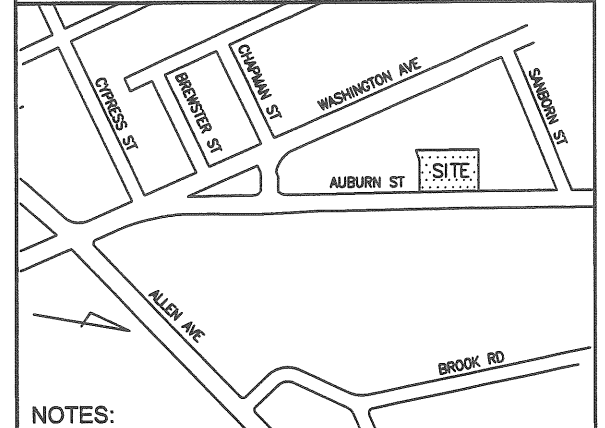 CYPRESS ST
BREWSTER ST
CHAPMAN ST
WASHINGTON AVE
SANBORN ST
SITE
AUBURN ST
ALLEN AVE
BROOK RD
NOTES: